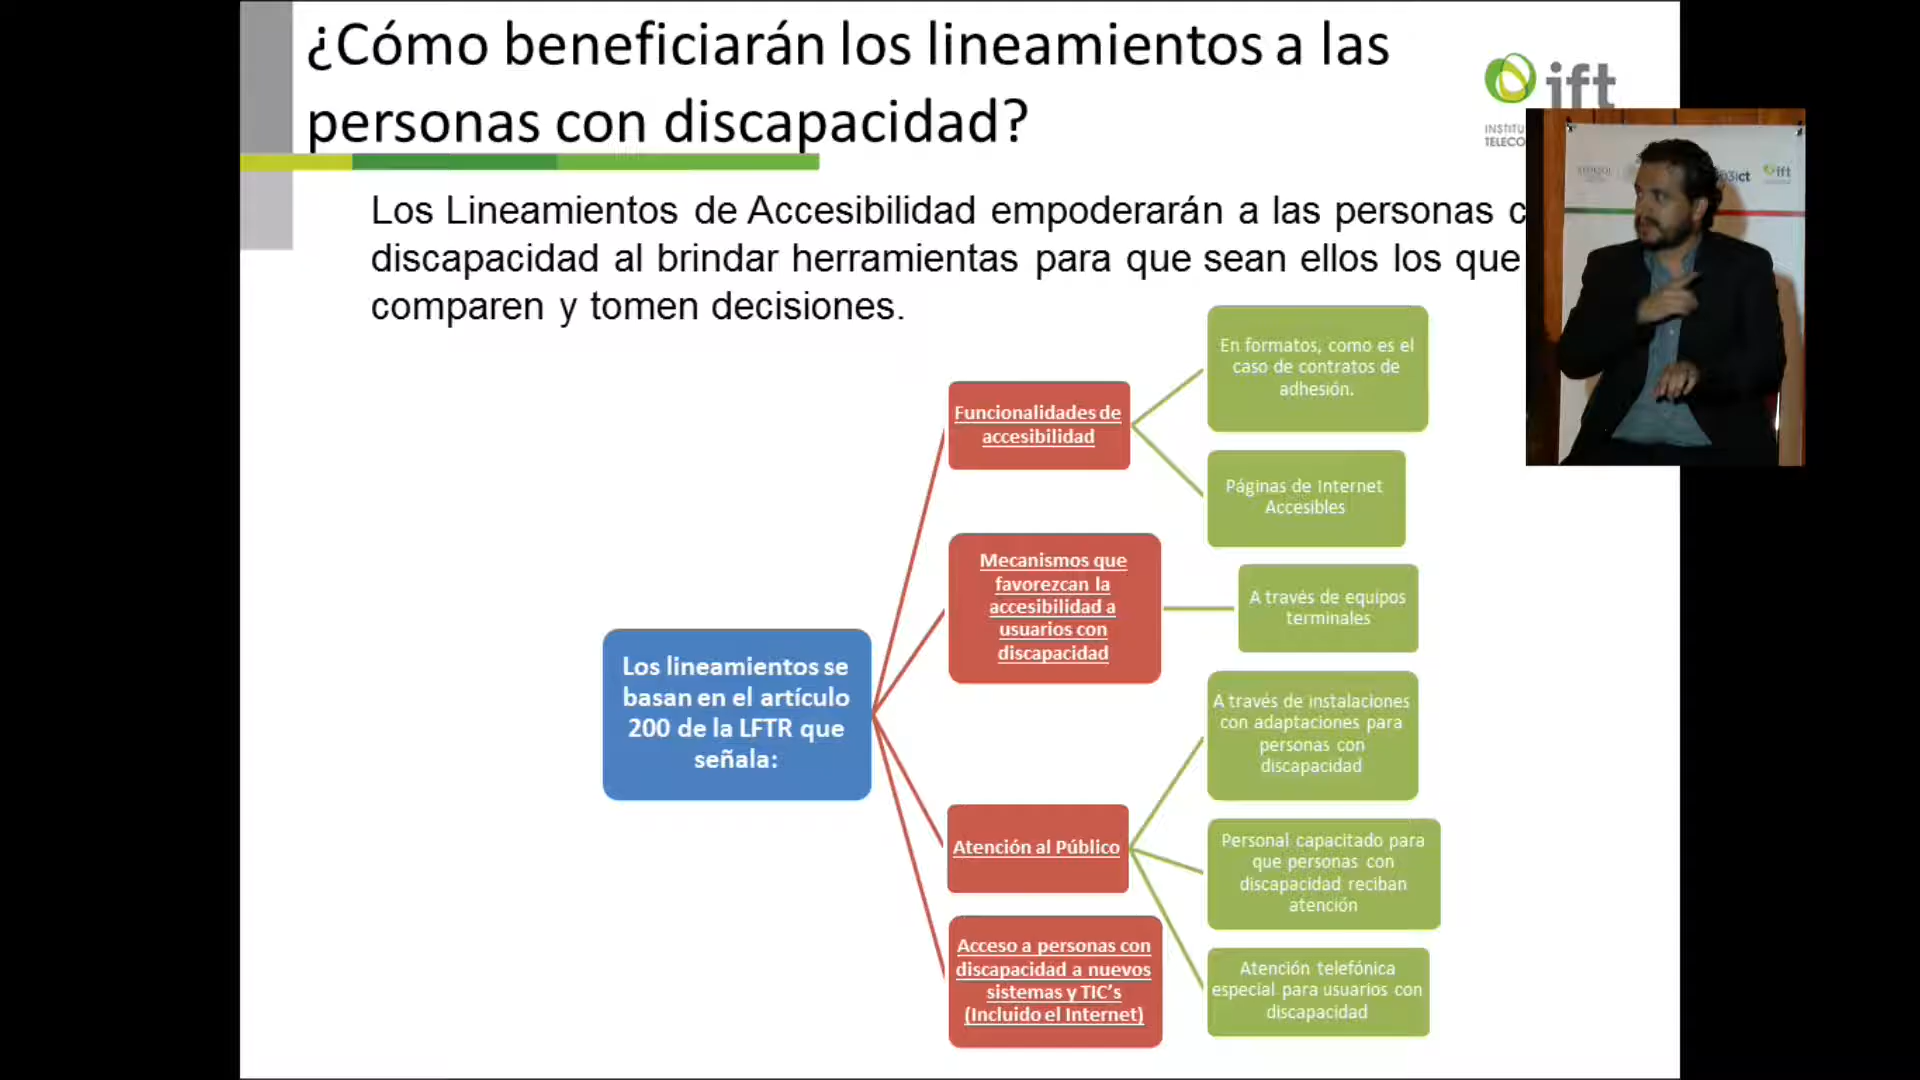 ¿Cómo beneficiarán los lineamientos a las
personas con discapacidad?
ift
Los Lineamientos de Accesibilidad empoderarán a las personas c
discapacidad al brindar herramientas para que sean ellos los que
comparen y tomen decisiones.
Los lineamientos se
basan en el artículo
200 de la LFTR que
señala:
Funcionalidades de
accesibilidad
En formatos, como es el
caso de contratos de
adhesión.
Páginas de Internet
Accesibles
Mecanismos que
favorezcan la
accesibilidad a
usuarios con
discapacidad
A través de equipos
terminales
Atención al Público
A través de instalaciones
con adaptaciones para
personas con
discapacidad
Personal capacitado para
que personas con
discapacidad reciban
atención
Atención telefónica
especial para usuarios con
discapacidad
Acceso a personas con
discapacidad a nuevos
sistemas y TIC's
(Incluido el Internet)
ift